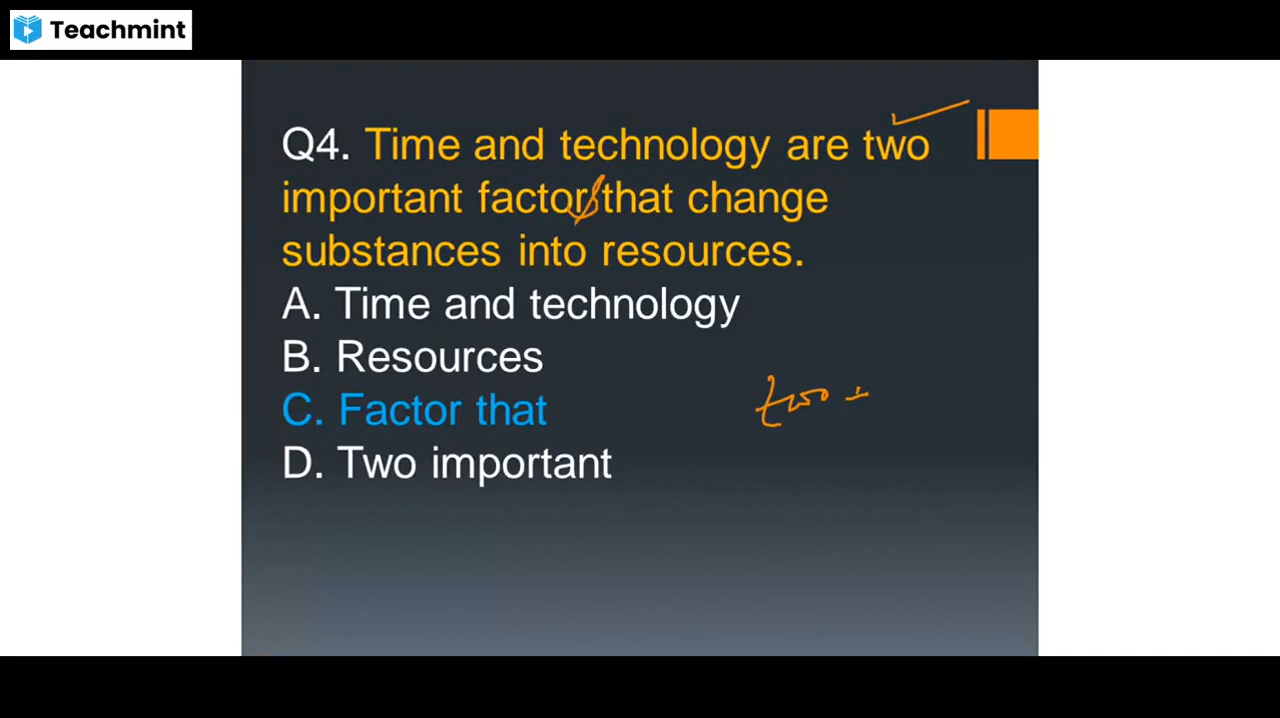 Teachmint
Q4. Time and technology are two
important factor s that change
substances into resources.
A. Time and technology
B. Resources
C. Factor that
two +
D. Two important